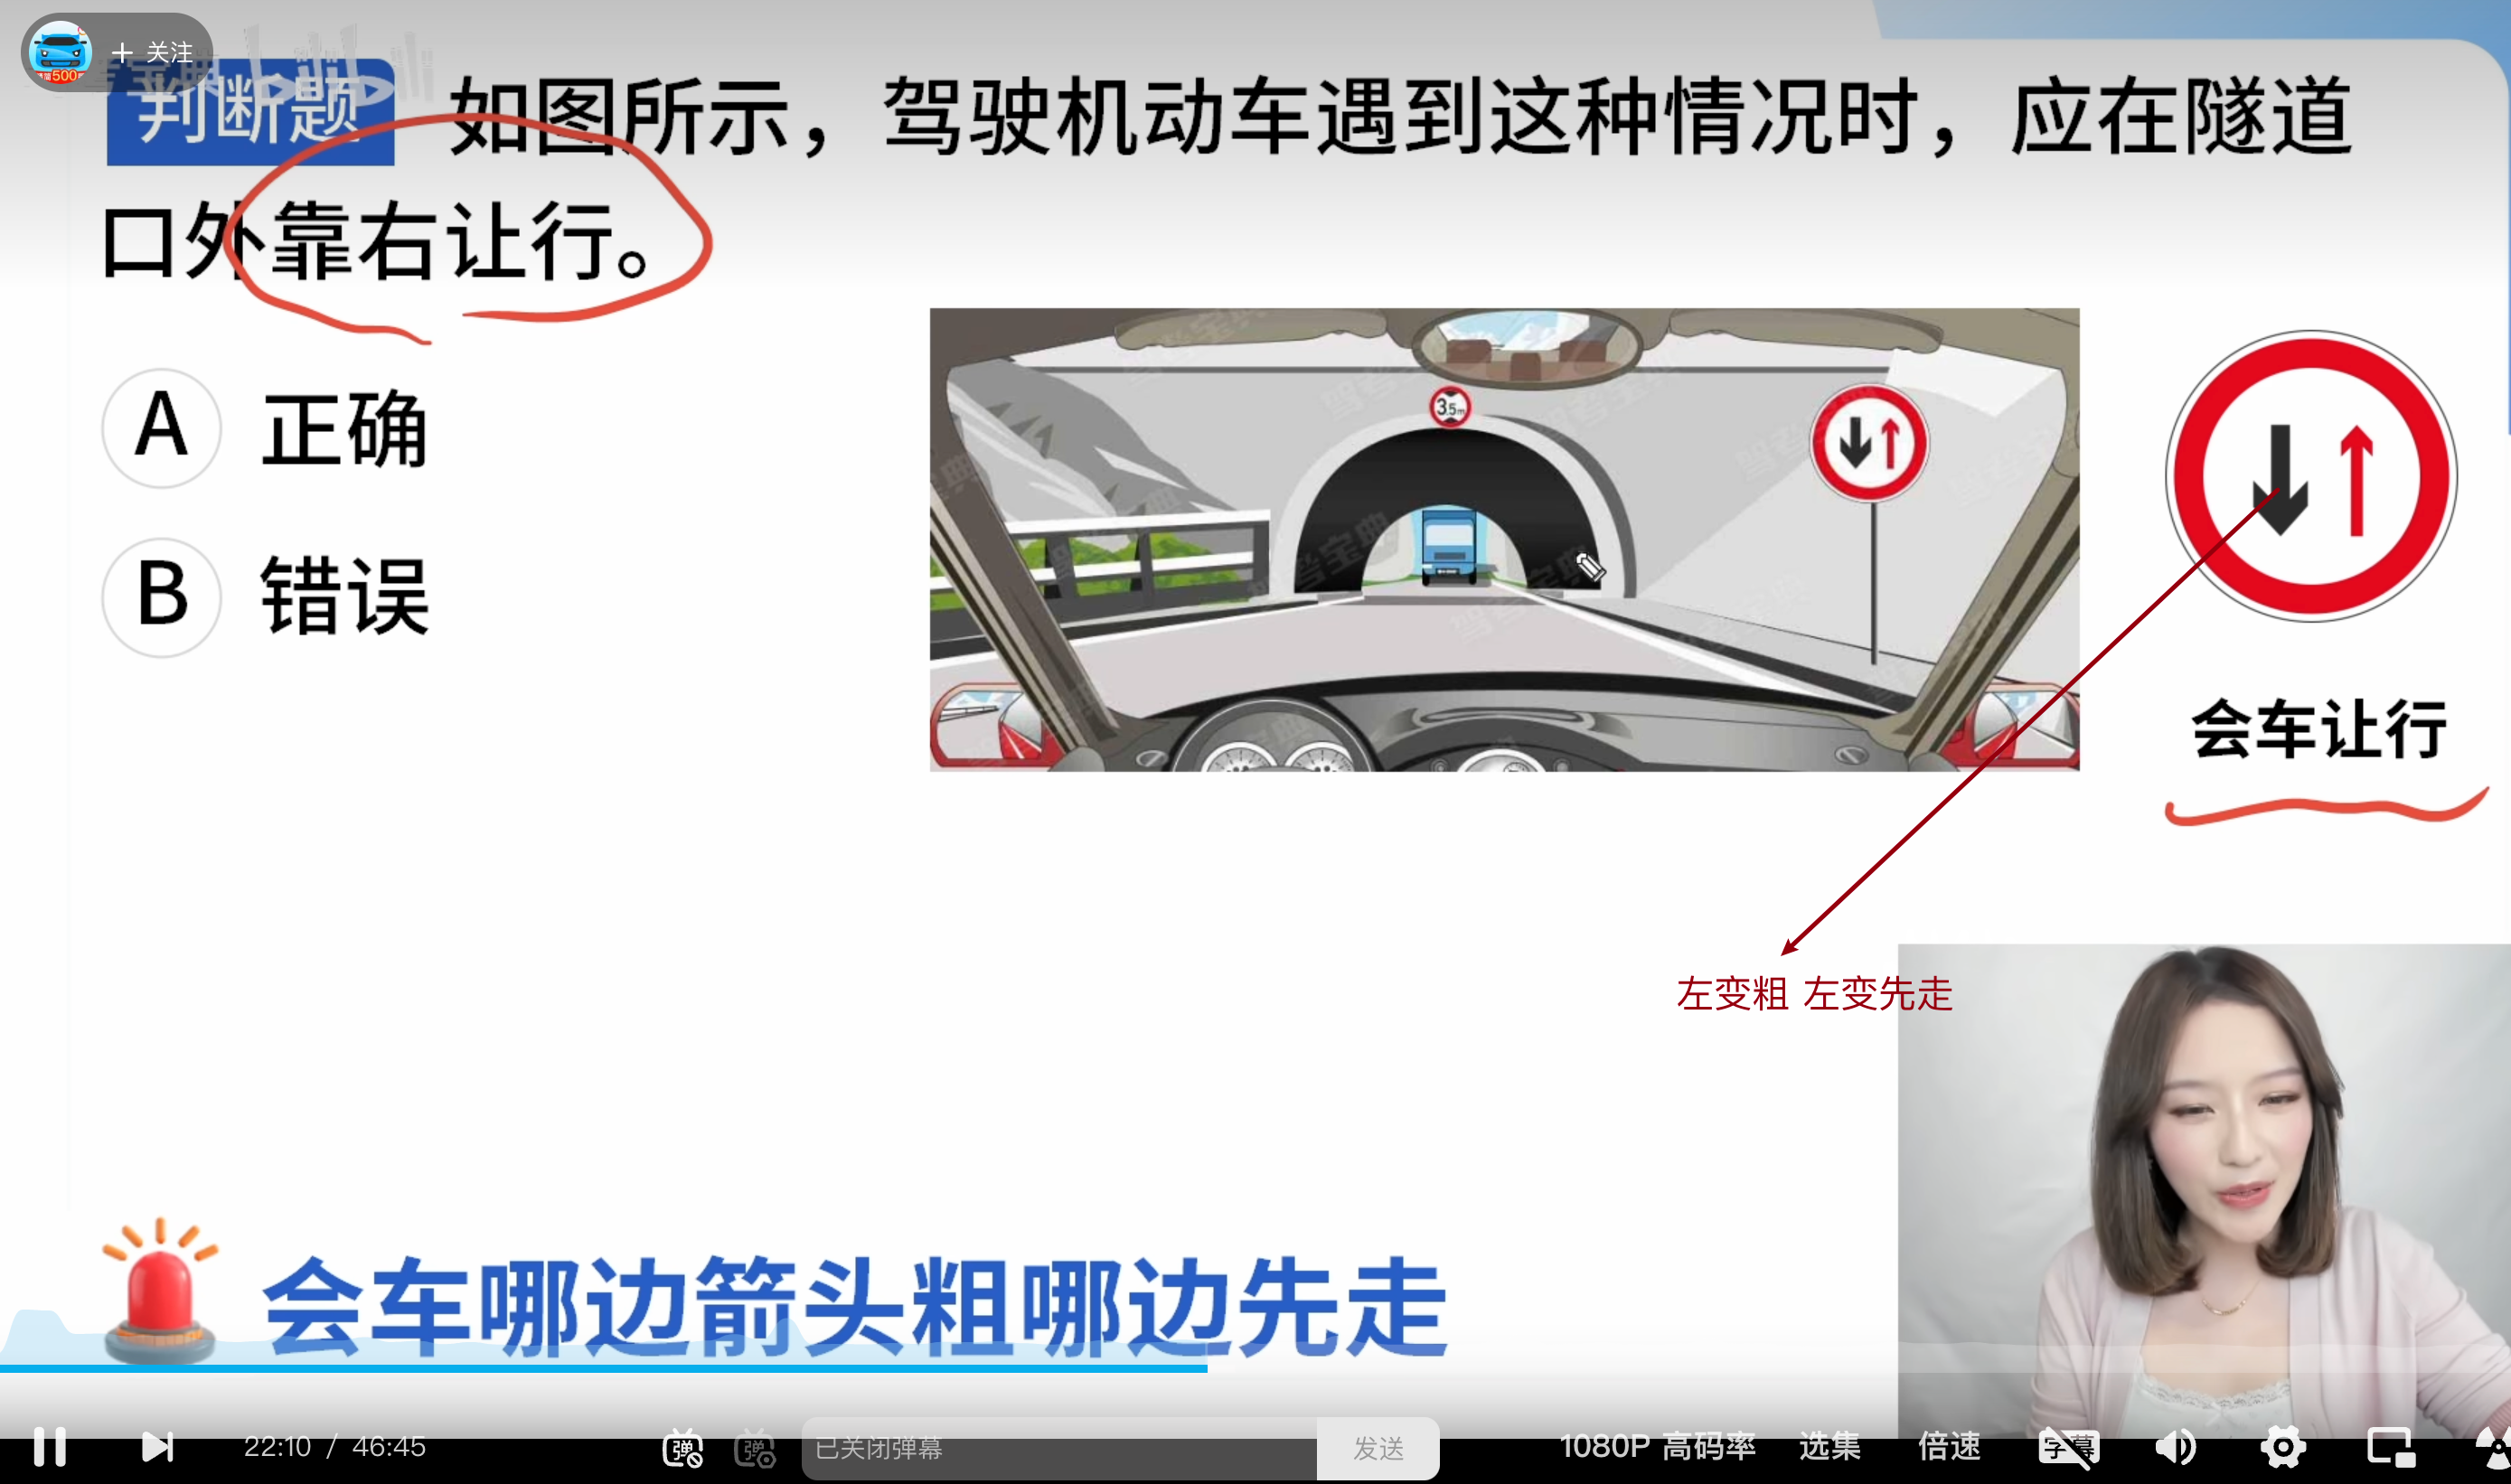 + 关注
判断题 如图所示，驾驶机动车遇到这种情况时，应在隧道
口外靠右让行。
A 正确
B 错误
3.5m
会车让行
左变粗 左变先走
会车哪边箭头粗哪边先走
22:10 / 46:45
弹
弹
已关闭弹幕
发送
1080P 高码率
选集
倍速
字幕